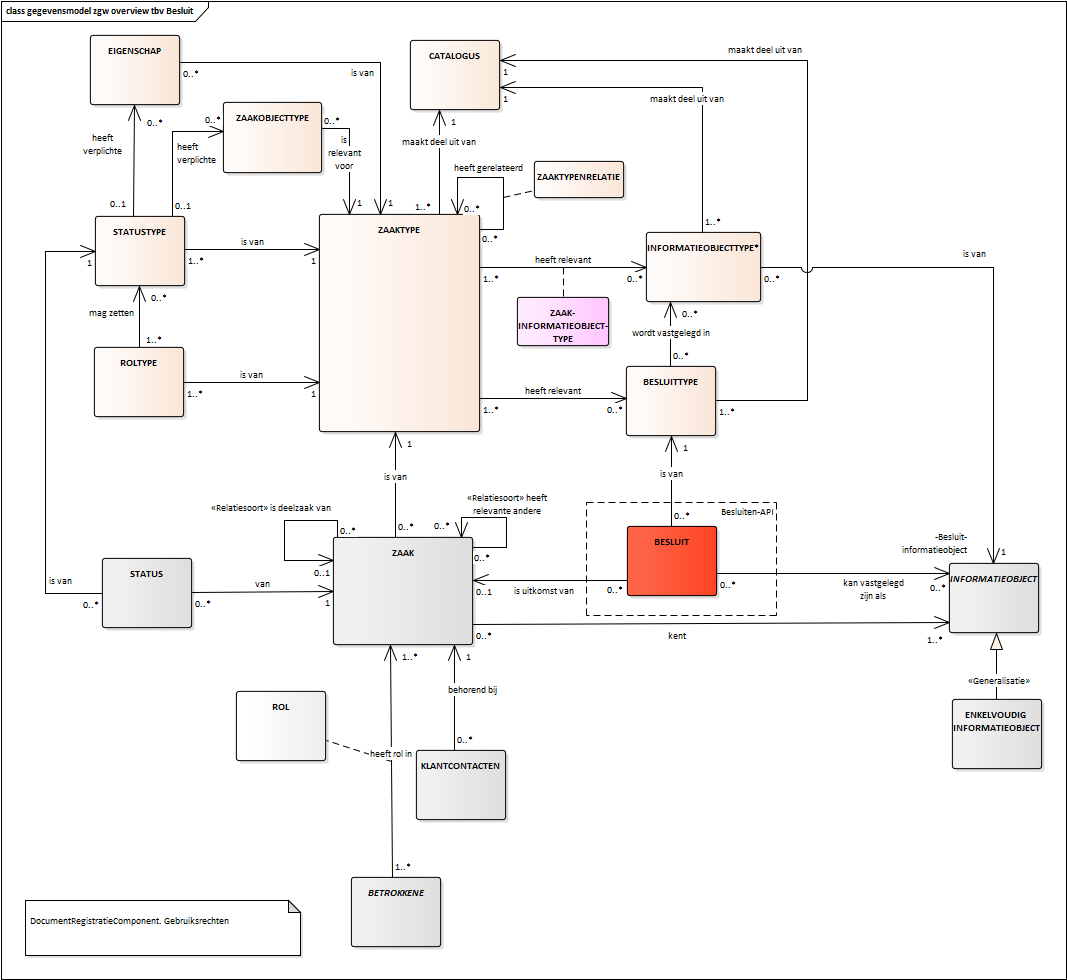 class gegevensmodel zgw overview tbv Besluit
EIGENSCHAP
0..*
is van
1
CATALOGUS
1
1
1
maakt deel uit van
maakt deel uit van
maakt deel uit van
1..*
heeft
verplichte
0..*
0..1
heeft
verplichte
0..*
0..1
ZAAKOBJECTTYPE
0..*
is
relevant
voor
1
heeft gerelateerd
0..*
0..*
ZAAKTYPENRELATIE
STATUSTYPE
1..*
is van
1
1
ZAAKTYPE
INFORMATIEOBJECTTYPE*
1..*
0..*
is van
1
heeft relevant
1..*
0..*
ZAAK-
INFORMATIEOBJECT-
TYPE
mag zetten
0..*
1..*
wordt vastgelegd in
0..*
0..*
ROLTYPE
1..*
is van
1
heeft relevant
1..*
0..*
BESLUITTYPE
1..*
is van
1
0..*
is van
1
0..*
«Relatiesoort» is deelzaak van
0..*
0..1
«Relatiesoort» heeft
relevante andere
0..*
0..*
Besluiten-API
ZAAK
BESLUIT
-Besluit-
informatieobject
INFORMATIEOBJECT
STATUS
is van
0..*
van
0..*
1
0..1
is uitkomst van
0..*
0..*
kan vastgelegd
zijn als
0..*
0..*
kent
1..*
1..*
1
behorend bij
0..*
«Generalisatie»
ENKELVOUDIG
INFORMATIEOBJECT
ROL
heeft rol in
KLANTCONTACTEN
1..*
BETROKKENE
DocumentRegistratieComponent. Gebruiksrechten